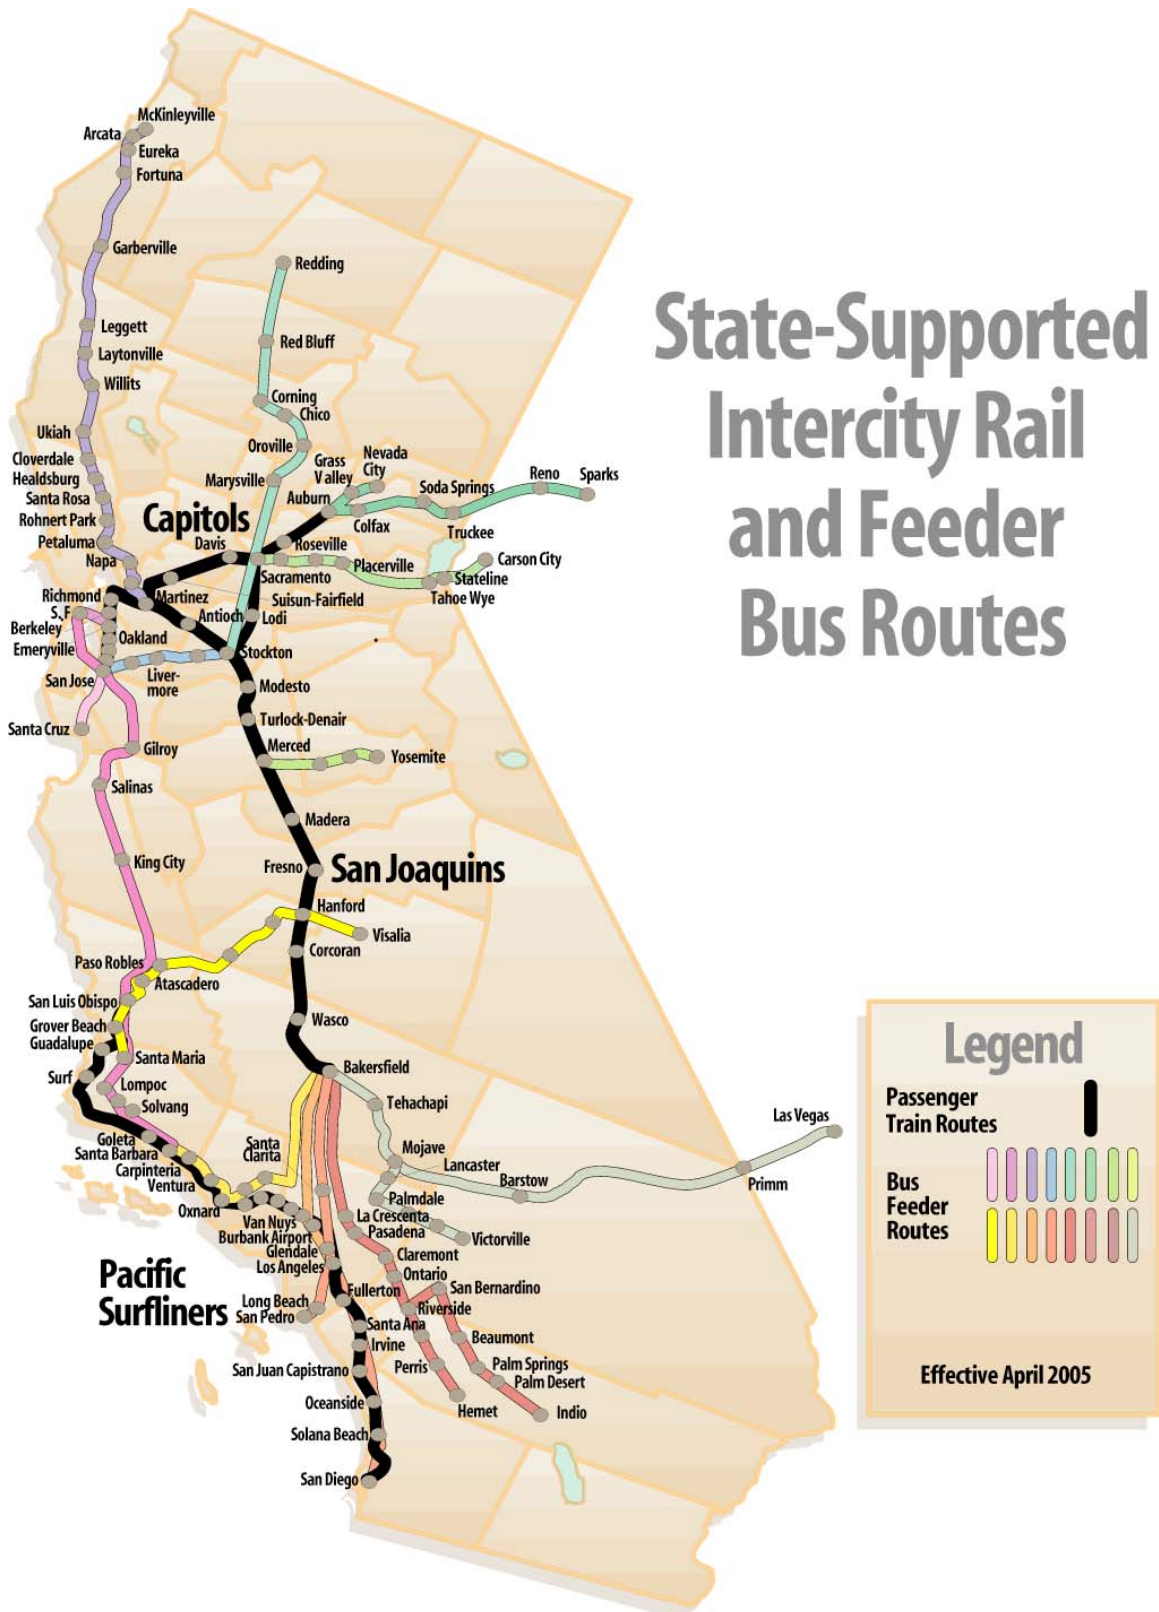 McKinleyville
Arcata
Eureka
Fortuna
Garberville
Redding
Leggett
Red Bluff
Laytonville
Willits
Corning
Chico
Ukiah
Oroville
Cloverdale
Healdsburg
Marysville
Grass
Valley
Nevada
City
Reno
Sparks
Santa Rosa
Auburn
Soda Springs
Rohnert Park
Capitols
Colfax
Truckee
Petaluma
Davis
Roseville
Napa
Placerville
Carson City
Sacramento
Stateline
Tahoe Wye
Richmond
Martinez
Suisun-Fairfield
S.F.
Antioch
Lodi
Berkeley
Oakland
Emeryville
Stockton
San Jose
Liver-
more
Modesto
Santa Cruz
Turlock-Denair
Gilroy
Merced
Yosemite
Salinas
Madera
King City
Fresno
San Joaquins
Hanford
Visalia
Corcoran
Paso Robles
Atascadero
San Luis Obispo
Wasco
Grover Beach
Guadalupe
Santa Maria
Bakersfield
Surf
Lompoc
Solvang
Tehachapi
Las Vegas
Goleta
Santa Barbara
Santa
Clarita
Mojave
Lancaster
Carpinteria
Barstow
Primm
Ventura
Oxnard
Palmdale
Van Nuys
La Crescenta
Burbank Airport
Pasadena
Victorville
Glendale
Los Angeles
Claremont
Ontario
Pacific
Surfliners
Fullerton
San Bernardino
Long Beach
San Pedro
Riverside
Santa Ana
Irvine
Beaumont
San Juan Capistrano
Perris
Palm Springs
Palm Desert
Oceanside
Hemet
Indio
Solana Beach
San Diego
State-Supported
Intercity Rail
and Feeder
Bus Routes
Legend
Passenger
Train Routes
Bus
Feeder
Routes
Effective April 2005